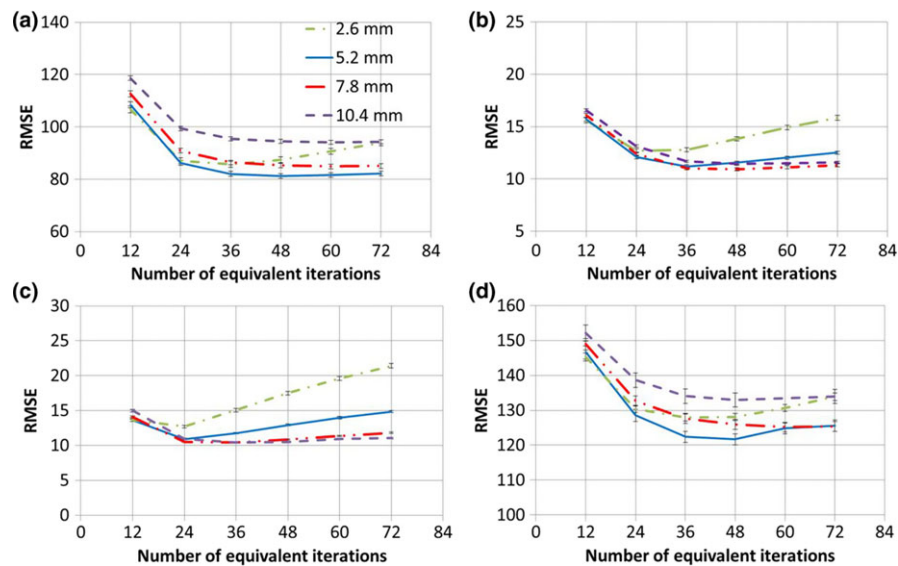 (a)
140
120
100
80
60
RMSE
0 12 24 36 48 60 72 84
Number of equivalent iterations
2.6 mm
5.2 mm
7.8 mm
10.4 mm
(b)
25
20
15
10
5
RMSE
0 12 24 36 48 60 72 84
Number of equivalent iterations
(c)
30
25
20
15
10
5
0
RMSE
0 12 24 36 48 60 72 84
Number of equivalent iterations
(d)
160
150
140
130
120
110
100
RMSE
0 12 24 36 48 60 72 84
Number of equivalent iterations